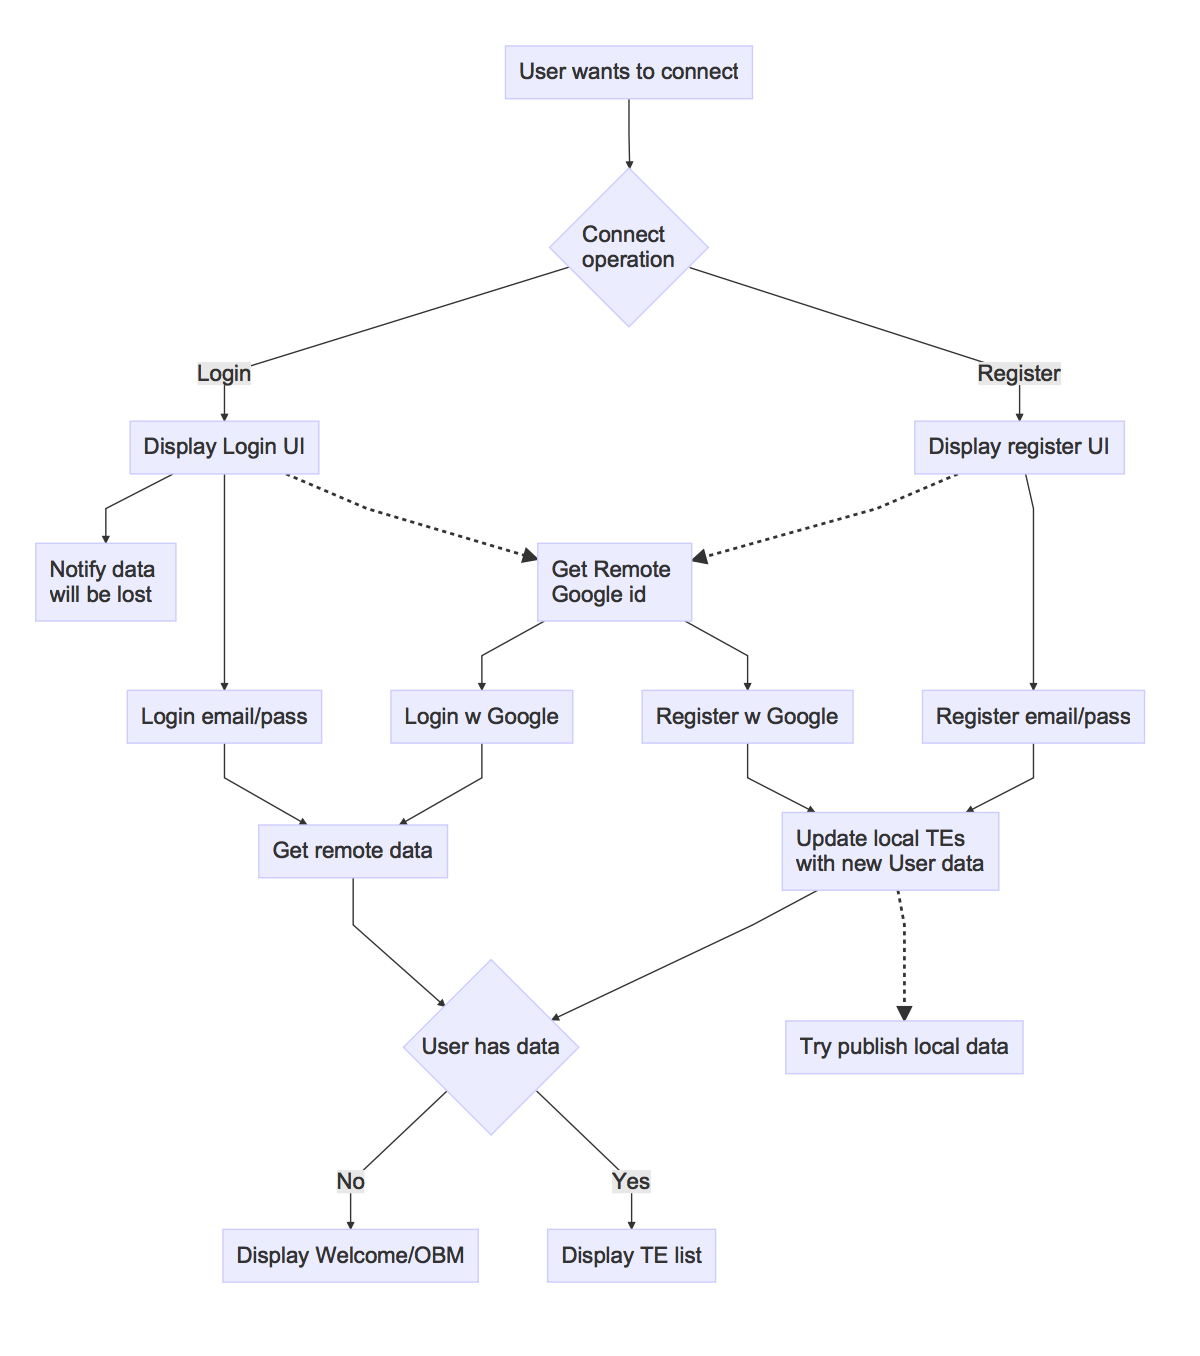 User wants to connect
Connect
operation
Login
Register
Display Login UI
Display register UI
Notify data
will be lost
Get Remote
Google id
Login email/pass
Login w Google
Register w Google
Register email/pass
Get remote data
Update local TEs
with new User data
User has data
Try publish local data
No
Yes
Display Welcome/OBM
Display TE list